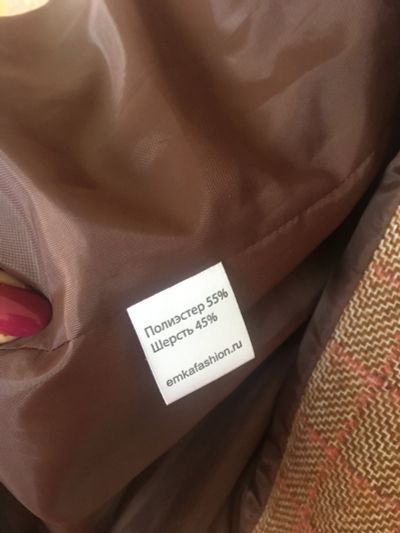 Полиэстер 55%
Шерсть 45%
emkafashion.ru